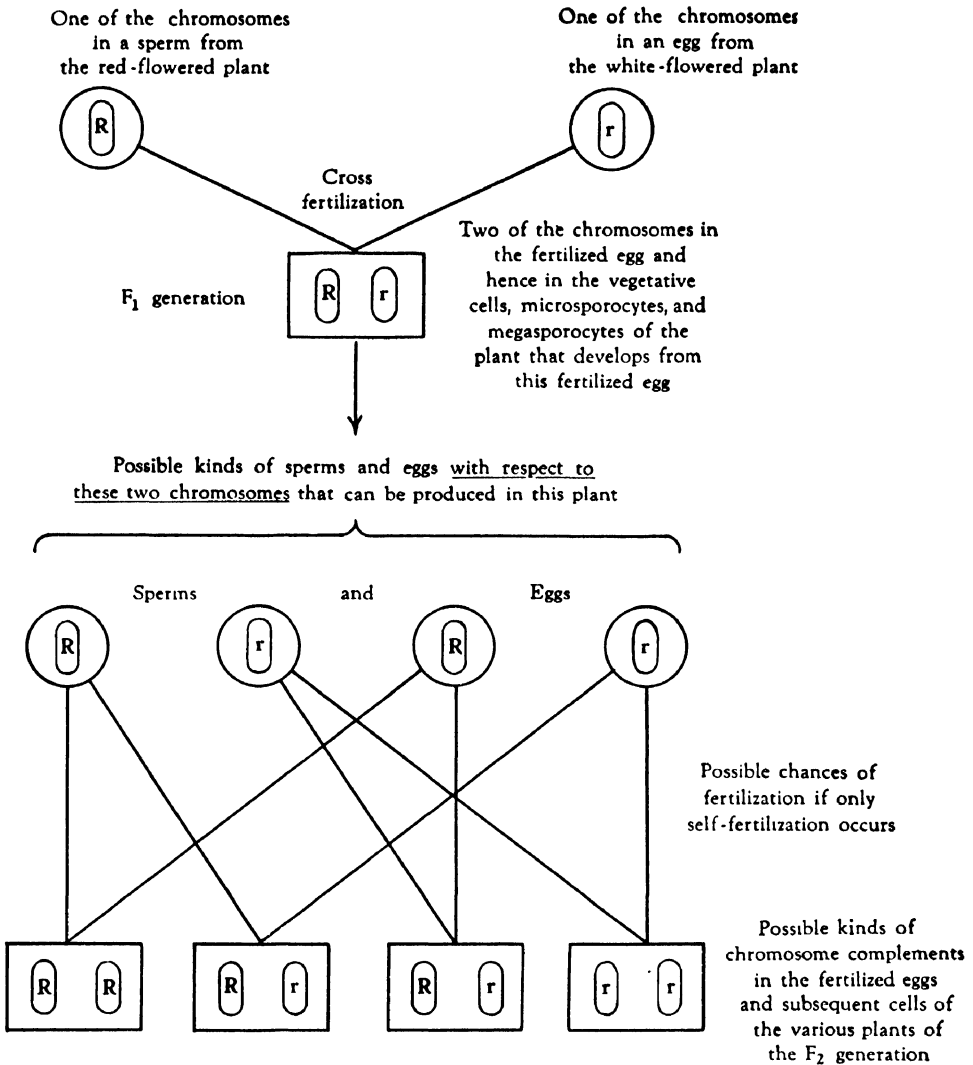 One of the chromosomes
in a sperm from
the red-flowered plant
One of the chromosomes
in an egg from
the white-flowered plant
R
r
Cross
fertilization
Two of the chromosomes in
the fertilized egg and
hence in the vegetative
cells, microsporocytes, and
megasporocytes of the
plant that develops from
this fertilized egg
F1 generation
R r
Possible kinds of sperms and eggs with respect to
these two chromosomes that can be produced in this plant
Sperms and Eggs
R r R r
Possible chances of
fertilization if only
self-fertilization occurs
R R
R r
R r
r r
Possible kinds of
chromosome complements
in the fertilized eggs
and subsequent cells of
the various plants of
the F2 generation